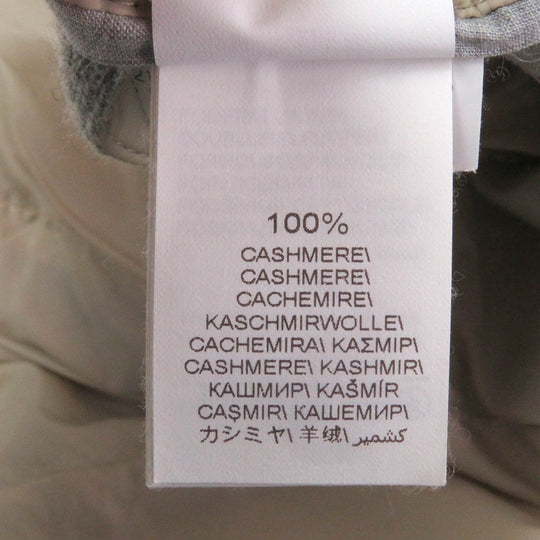 100%
CASHMERE\
CASHMERE\
CACHEMIRE\
KASCHMIRWOLLE\
CACHEMIRA\ ΚΑΣΜΙΡ\
CASHMERE\ KASHMIR\
КАШМИР\ KAŠMÍR
CAŞMIR\ КАШЕМИР\
カシミヤ\ 羊绒\ كشمير